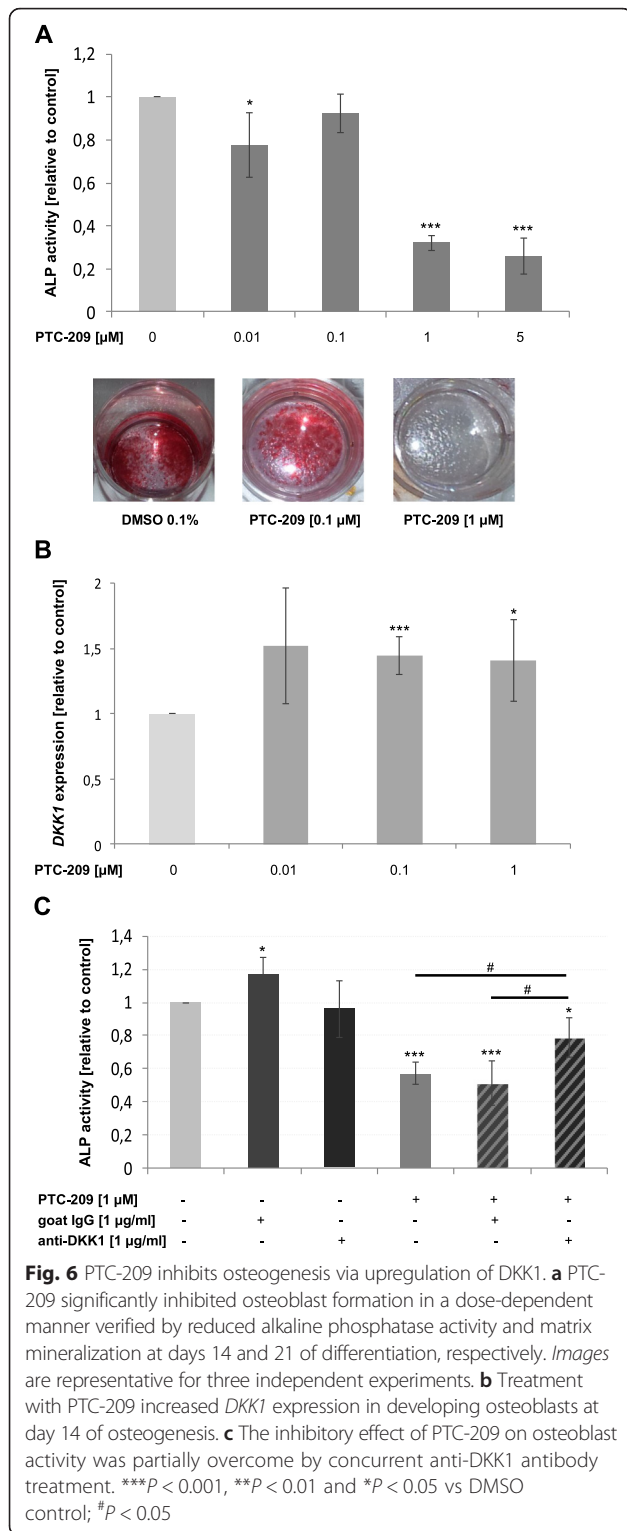 A
1,2
1
0,8
0,6
0,4
0,2
0
ALP activity [relative to control]
*
***
***
PTC-209 [µM] 0 0.01 0.1 1 5
DMSO 0.1% PTC-209 [0.1 µM] PTC-209 [1 µM]
B
2
1,5
1
0,5
0
DKK1 expression [relative to control]
***
*
PTC-209 [µM] 0 0.01 0.1 1
C
1,4
1,2
1
0,8
0,6
0,4
0,2
0
ALP activity [relative to control]
*
#
#
*
***
***
PTC-209 [1 µM] - - - + + +
goat IgG [1 µg/ml] - + - - + -
anti-DKK1 [1 µg/ml] - - + - - +
Fig. 6 PTC-209 inhibits osteogenesis via upregulation of DKK1. a PTC-
209 significantly inhibited osteoblast formation in a dose-dependent
manner verified by reduced alkaline phosphatase activity and matrix
mineralization at days 14 and 21 of differentiation, respectively. Images
are representative for three independent experiments. b Treatment
with PTC-209 increased DKK1 expression in developing osteoblasts at
day 14 of osteogenesis. c The inhibitory effect of PTC-209 on osteoblast
activity was partially overcome by concurrent anti-DKK1 antibody
treatment. ***P < 0.001, **P < 0.01 and *P < 0.05 vs DMSO
control; #P < 0.05